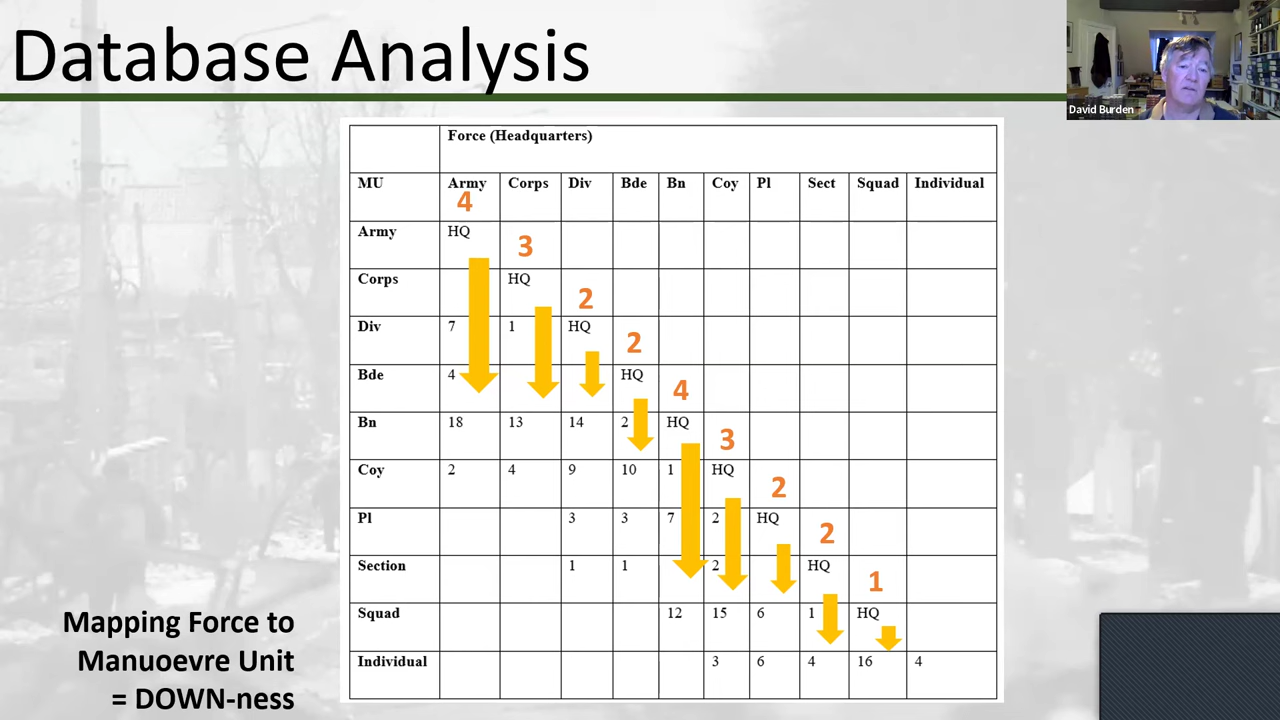 Database Analysis
David Burden
Force (Headquarters)
MU Army Corps Div Bde Bn Coy Pl Sect Squad Individual
4
Army HQ 3
Corps HQ 2
Div 7 1 HQ 2
Bde 4 HQ 4
Bn 18 13 14 2 HQ 3
Coy 2 4 9 10 1 HQ 2
Pl 3 3 7 2 HQ 2
Section 1 1 2 HQ 1
Squad 12 15 6 1 HQ
Individual 3 6 4 16 4
Mapping Force to
Manuoevre Unit
= DOWN-ness